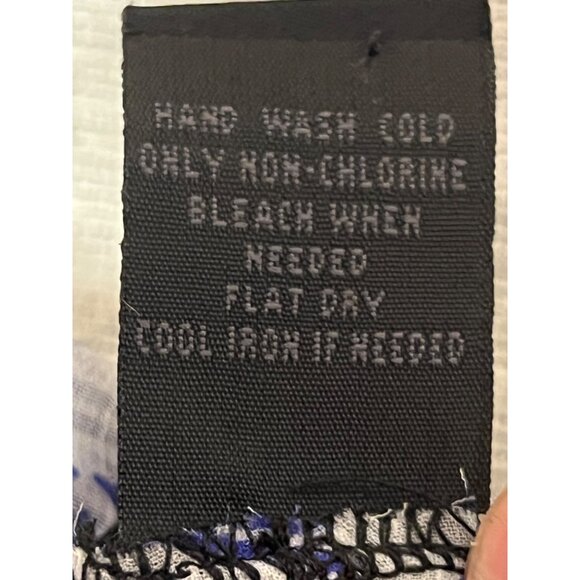 HAND WASH COLD
ONLY NON-CHLORINE
BLEACH WHEN
NEEDED
FLAT DRY
COOL IRON IF NEEDED